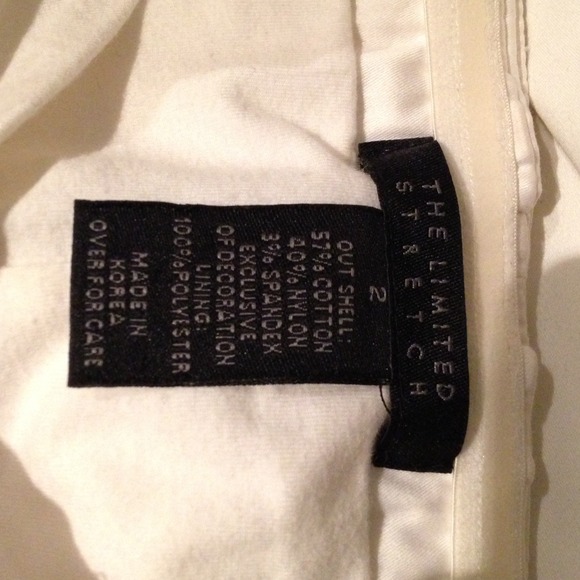 THE LIMITED
STRETCH
2
OUT SHELL:
57% COTTON
40% NYLON
3% SPANDEX
EXCLUSIVE
OF DECORATION
LINING:
100% POLYESTER
MADE IN
KOREA
OVER FOR CARE